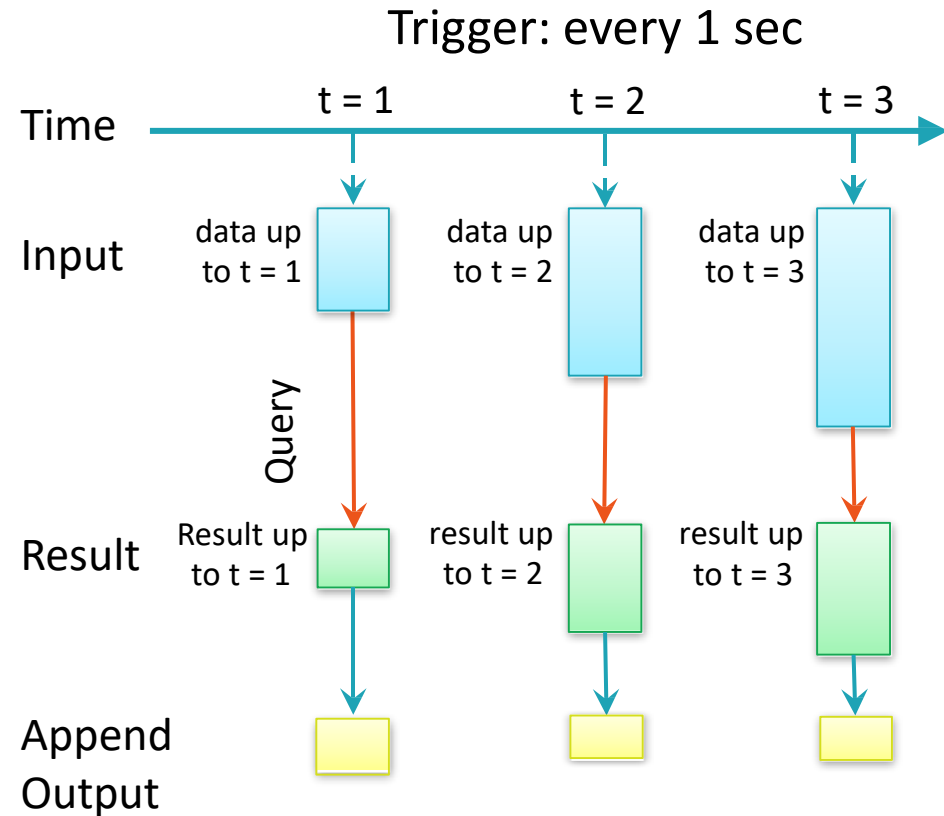 Trigger: every 1 sec
t = 1
t = 2
t = 3
Time
Input
data up
to t = 1
data up
to t = 2
data up
to t = 3
Query
Result
Result up
to t = 1
result up
to t = 2
result up
to t = 3
Append
Output